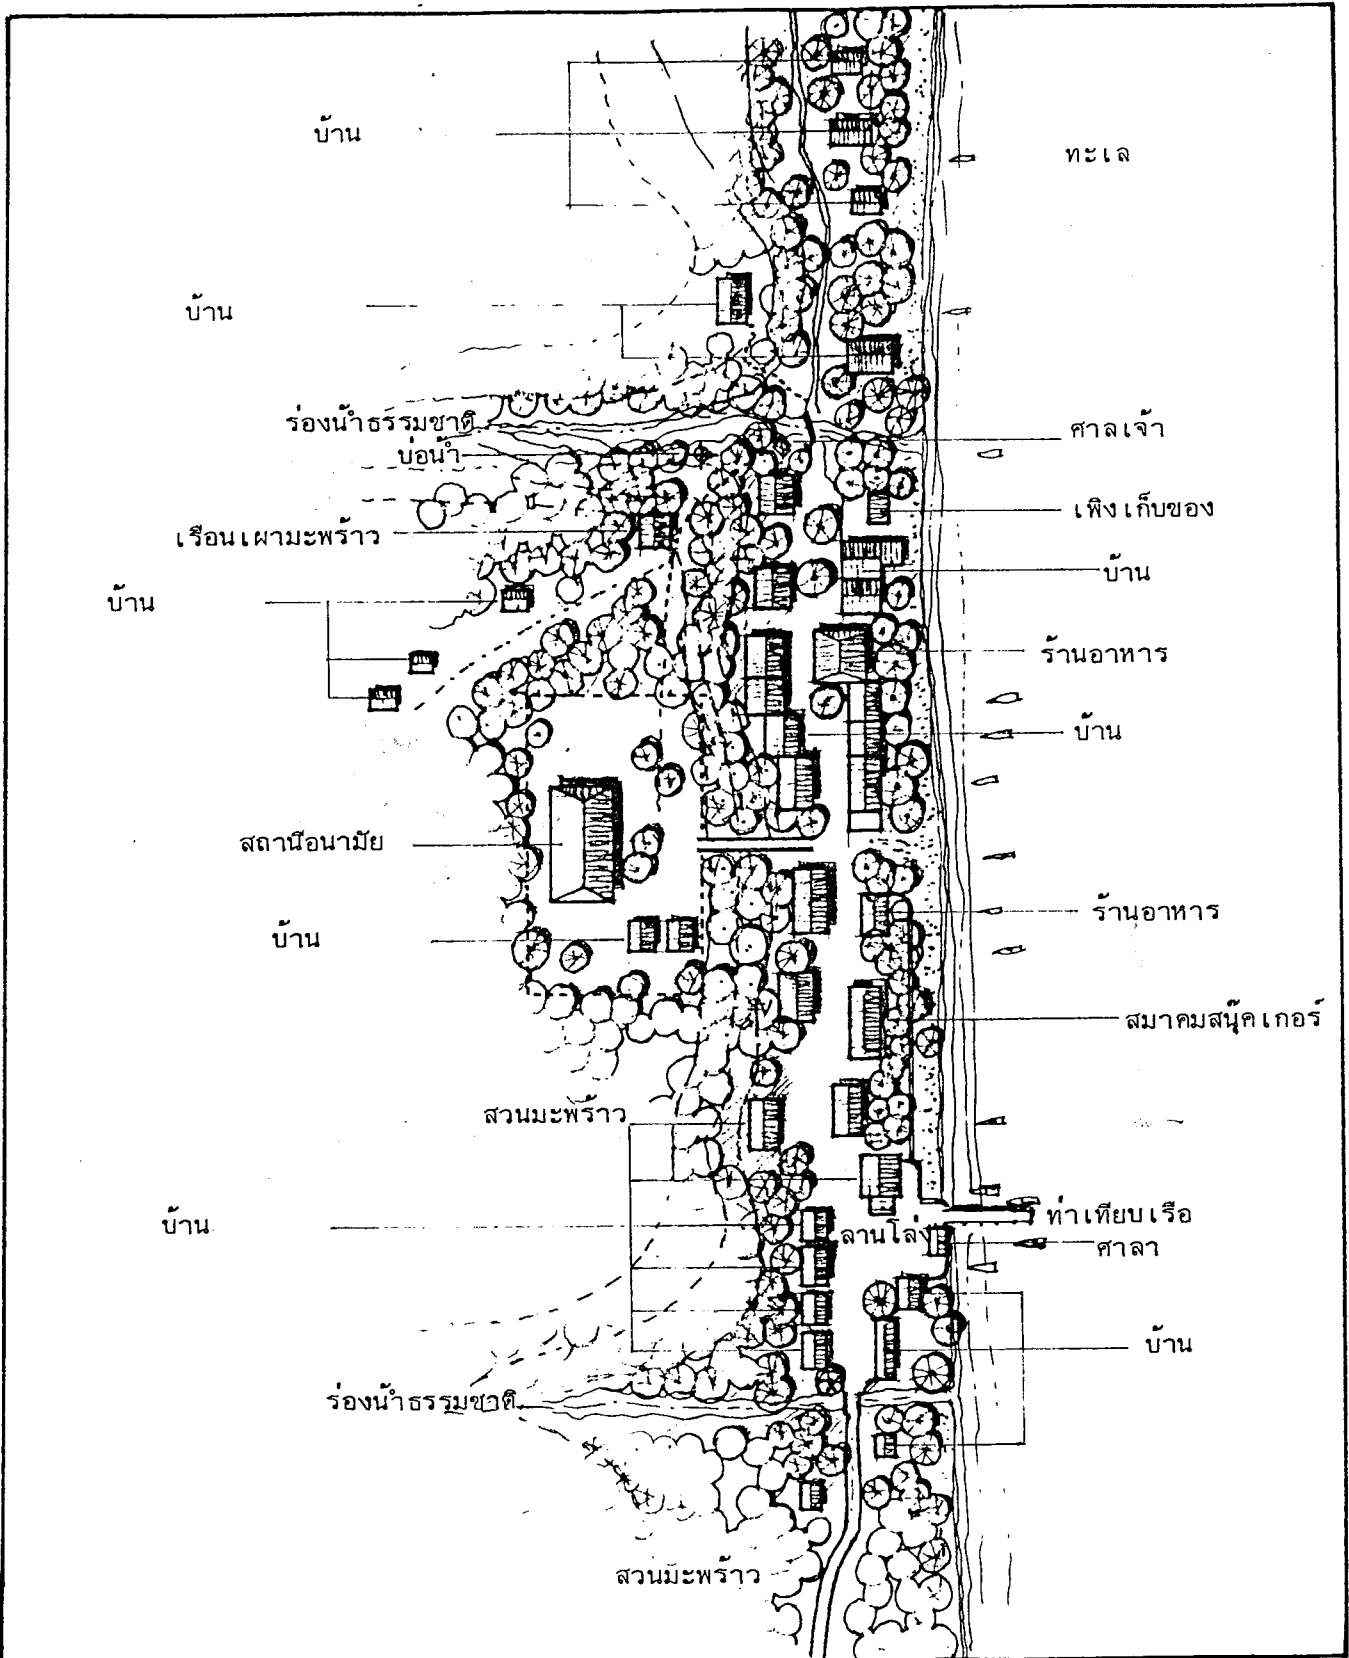 บ้าน
ทะเล
บ้าน
ร่องน้ำธรรมชาติ
ศาลเจ้า
บ่อน้ำ
เพิงเก็บของ
เรือนเผามะพร้าว
บ้าน
บ้าน
ร้านอาหาร
บ้าน
สถานีอนามัย
ร้านอาหาร
บ้าน
สมาคมสนุ๊คเกอร์
สวนมะพร้าว
ท่าเทียบเรือ
บ้าน
ลานโล่ง
ศาลา
บ้าน
ร่องน้ำธรรมชาติ
สวนมะพร้าว